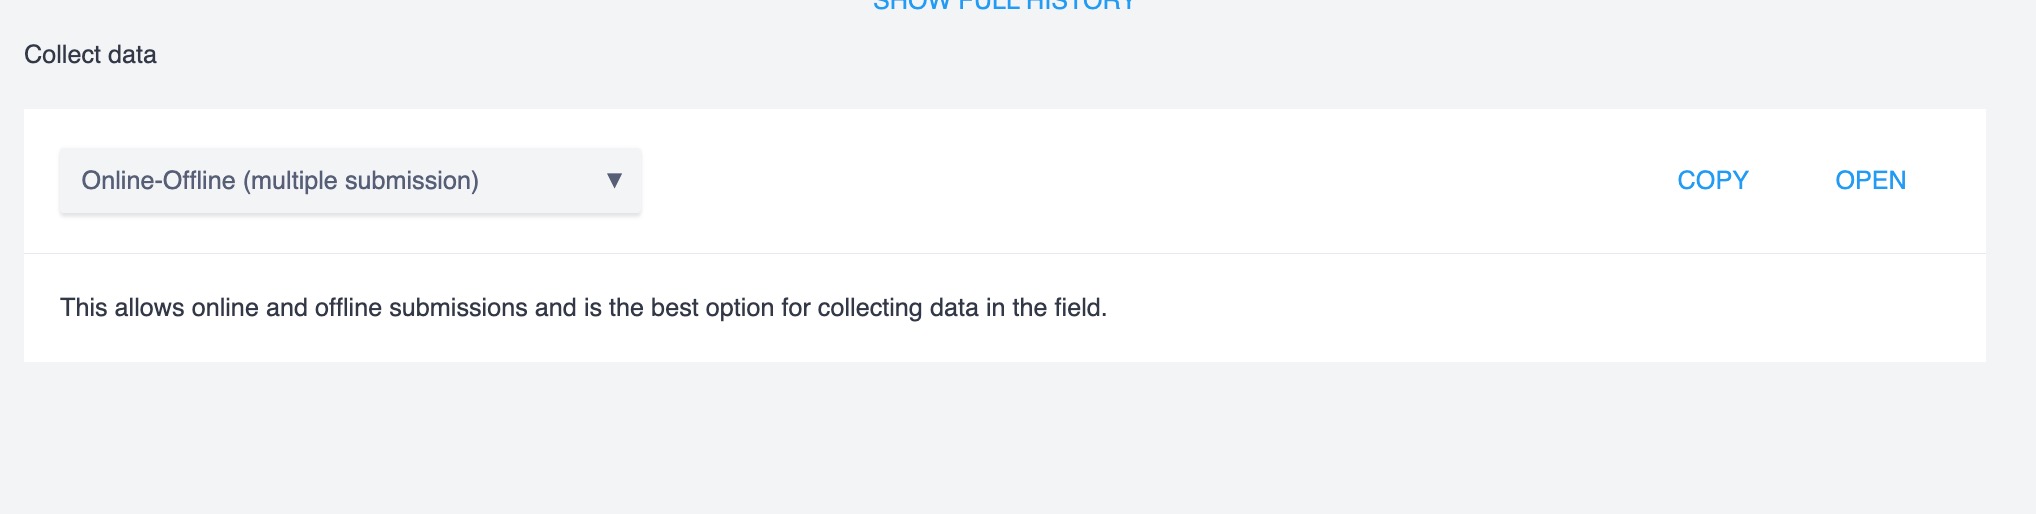 SHOW FULL HISTORY
Collect data
Online-Offline (multiple submission) ▼
COPY
OPEN
This allows online and offline submissions and is the best option for collecting data in the field.